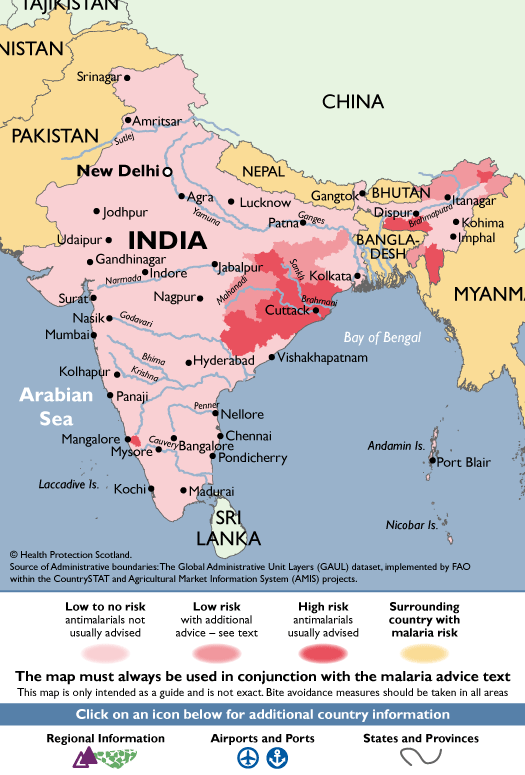 TAJIKISTAN
NISTAN
Srinagar
CHINA
Amritsar
Sutlej
PAKISTAN
New Delhi
NEPAL
Gangtok
BHUTAN
Itanagar
Agra
Lucknow
Jodhpur
Yamuna
Patna
Ganges
Dispur
Brahmaputra
Kohima
Udaipur
INDIA
BANGLA-
DESH
Imphal
Gandhinagar
Jabalpur
Sankh
Kolkata
Indore
Narmada
Mahanadi
Surat
Nagpur
Brahmani
MYANM
Nasik
Godavari
Cuttack
Mumbai
Bay of Bengal
Bhima
Hyderabad
Vishakhapatnam
Kolhapur
Krishna
Arabian
Sea
Panaji
Penner
Nellore
Mangalore
Cauvery
Chennai
Bangalore
Andamin Is.
Mysore
Pondicherry
Port Blair
Laccadive Is.
Kochi
Madurai
SRI
LANKA
Nicobar Is.
© Health Protection Scotland.
Source of Administrative boundaries: The Global Administrative Unit Layers (GAUL) dataset, implemented by FAO
within the CountrySTAT and Agricultural Market Information System (AMIS) projects.
Low to no risk
antimalarials not
usually advised
Low risk
with additional
advice – see text
High risk
antimalarials
usually advised
Surrounding
country with
malaria risk
The map must always be used in conjunction with the malaria advice text
This map is only intended as a guide and is not exact. Bite avoidance measures should be taken in all areas
Click on an icon below for additional country information
Regional Information
Airports and Ports
States and Provinces